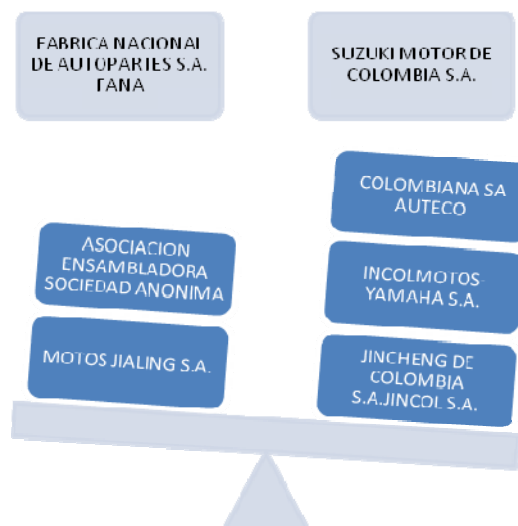 FABRICA NACIONAL
DE AUTOPARTES S.A.
FANA
SUZUKI MOTOR DE
COLOMBIA S.A.
COLOMBIANA SA
AUTECO
ASOCIACION
ENSAMBLADORA
SOCIEDAD ANONIMA
INCOLMOTOS-
YAMAHA S.A.
MOTOS JIALING S.A.
JINCHENG DE
COLOMBIA
S.A.JINCOL S.A.